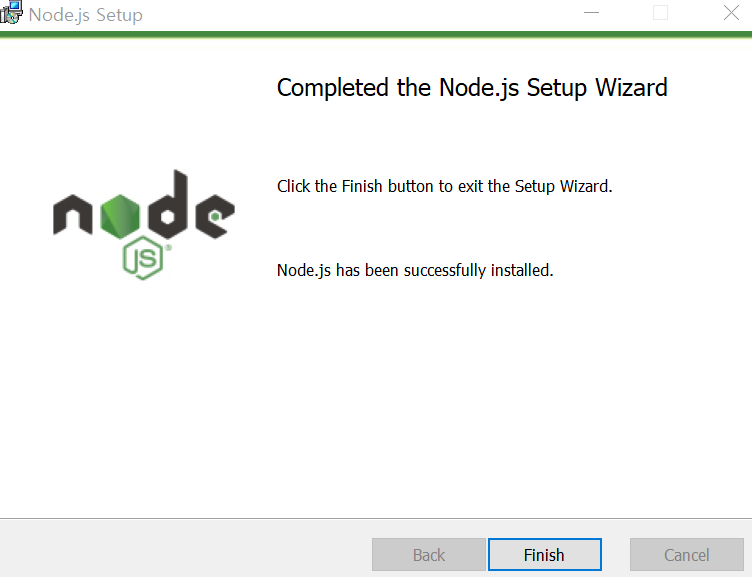 Node.js Setup
Completed the Node.js Setup Wizard
Click the Finish button to exit the Setup Wizard.
node
JS®
Node.js has been successfully installed.
Back
Finish
Cancel